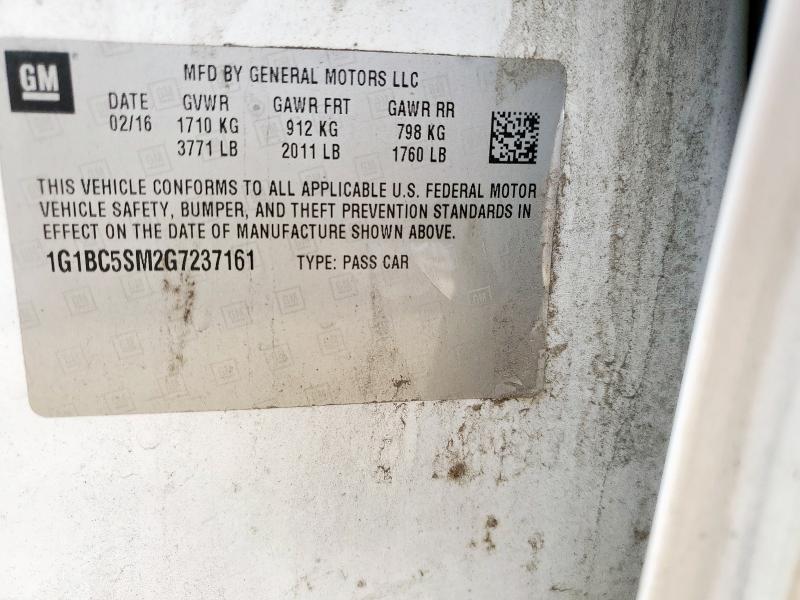 GM
MFD BY GENERAL MOTORS LLC
DATE GVWR GAWR FRT GAWR RR
02/16 1710 KG 912 KG 798 KG
3771 LB 2011 LB 1760 LB
THIS VEHICLE CONFORMS TO ALL APPLICABLE U.S. FEDERAL MOTOR
VEHICLE SAFETY, BUMPER, AND THEFT PREVENTION STANDARDS IN
EFFECT ON THE DATE OF MANUFACTURE SHOWN ABOVE.
1G1BC5SM2G7237161 TYPE: PASS CAR